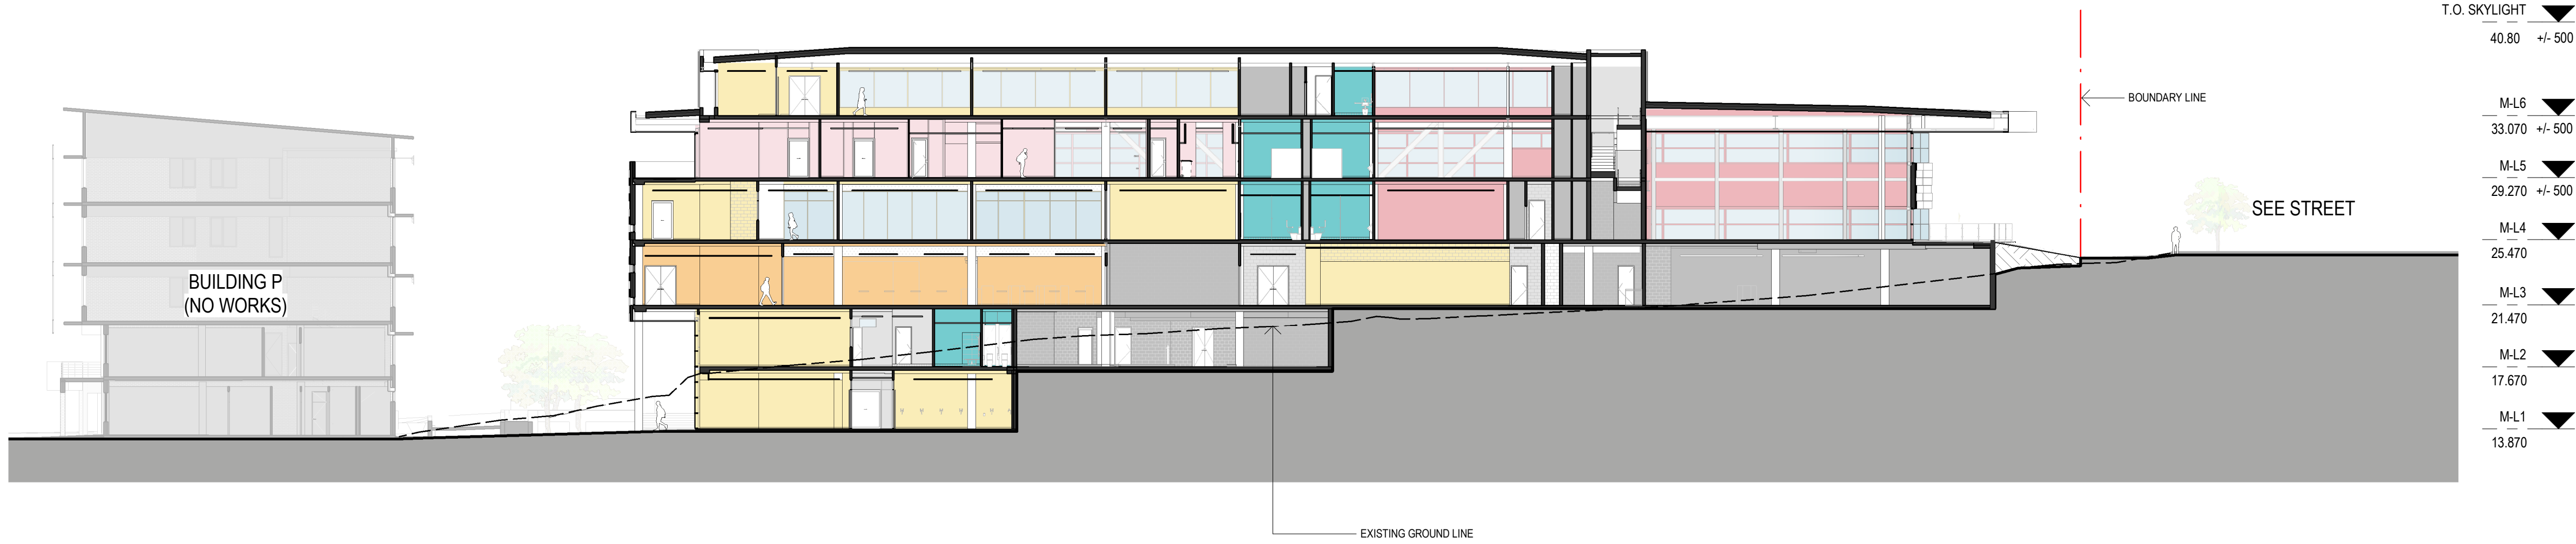 T.O. SKYLIGHT
40.80 +/- 500
BOUNDARY LINE
M-L6
33.070 +/- 500
M-L5
29.270 +/- 500
SEE STREET
M-L4
25.470
BUILDING P
(NO WORKS)
M-L3
21.470
M-L2
17.670
M-L1
13.870
EXISTING GROUND LINE